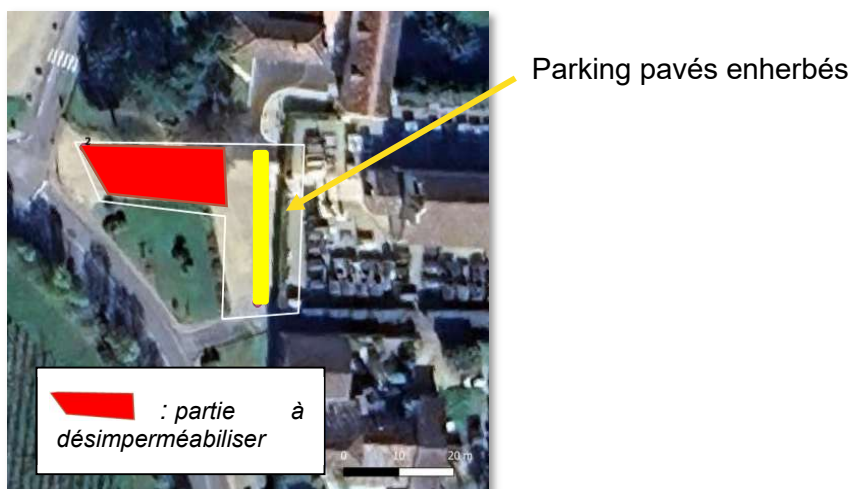 Parking pavés enherbés
2
: partie à
désimperméabiliser
0 10 20 m